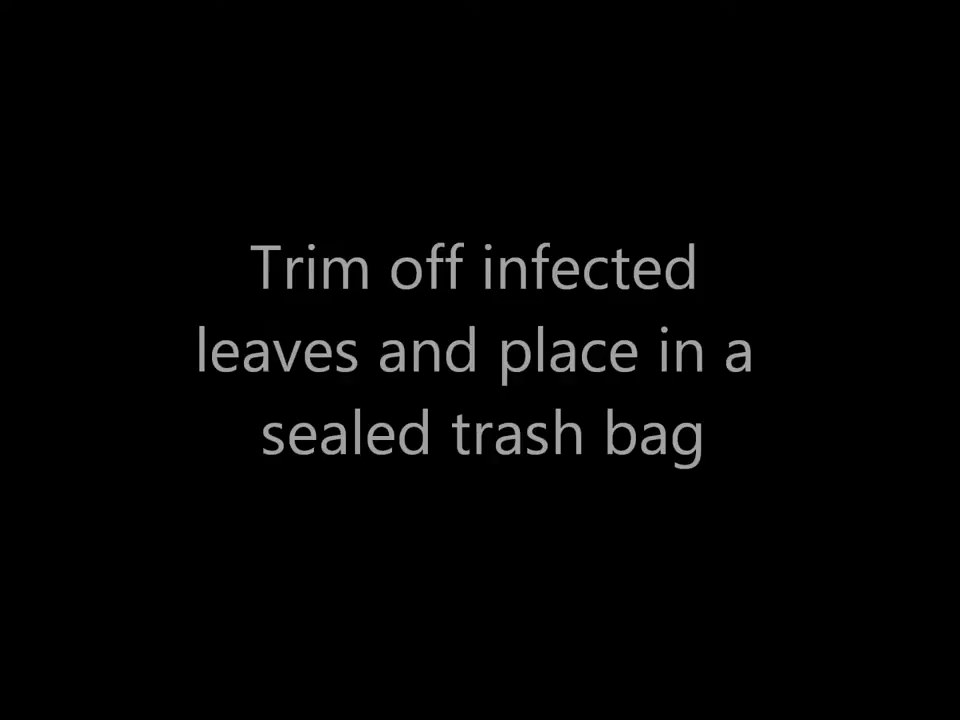 Trim off infected
leaves and place in a
sealed trash bag